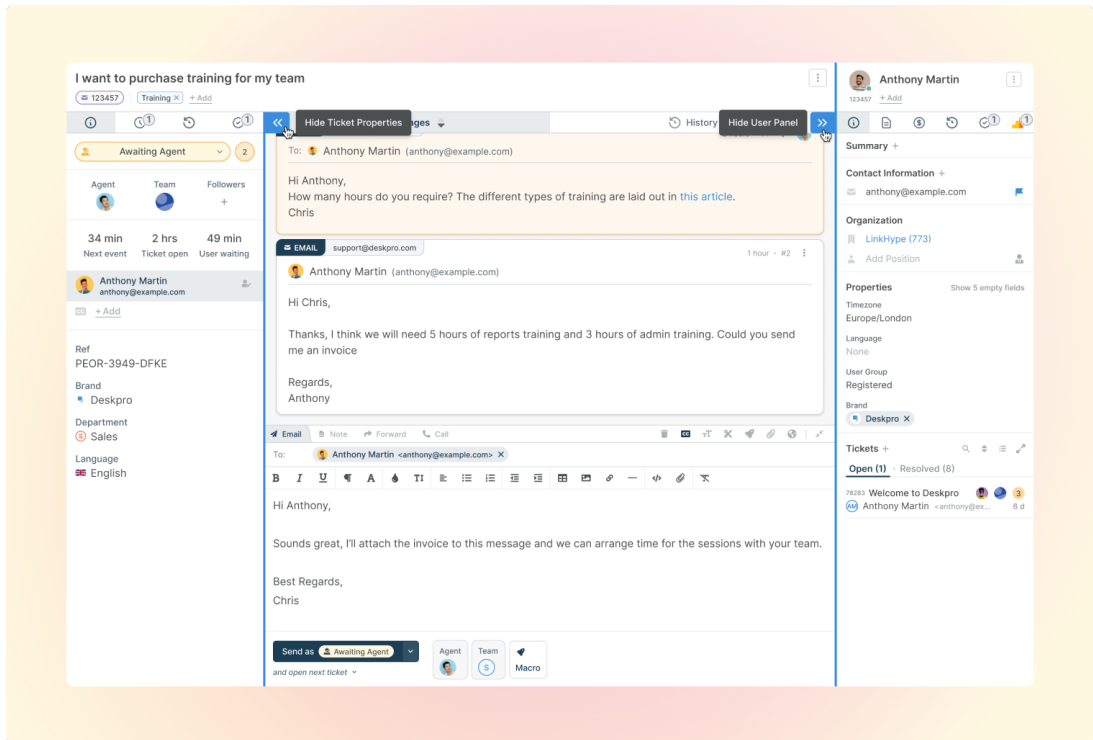 I want to purchase training for my team
123457
Training ×
+ Add
1
1
Awaiting Agent
2
Agent
Team
Followers
+
34 min
2 hrs
49 min
Next event
Ticket open
User waiting
Anthony Martin
anthony@example.com
CC
+ Add
Ref
PEOR-3949-DFKE
Brand
Deskpro
Department
S Sales
Language
English
Hide Ticket Properties
ages
History
Hide User Panel
To: Anthony Martin (anthony@example.com)
Hi Anthony,
How many hours do you require? The different types of training are laid out in this article.
Chris
EMAIL support@deskpro.com
1 hour · #2
Anthony Martin (anthony@example.com)
Hi Chris,
Thanks, I think we will need 5 hours of reports training and 3 hours of admin training. Could you send
me an invoice
Regards,
Anthony
Email
Note
Forward
Call
CC
To: Anthony Martin <anthony@example.com> ×
B I U ¶ A TI
Hi Anthony,
Sounds great, I'll attach the invoice to this message and we can arrange time for the sessions with your team.
Best Regards,
Chris
Send as Awaiting Agent
and open next ticket
Agent
Team
S
Macro
Anthony Martin
123457 + Add
1
1
Summary +
Contact Information +
anthony@example.com
Organization
LinkHype (773)
Add Position
Properties
Show 5 empty fields
Timezone
Europe/London
Language
None
User Group
Registered
Brand
Deskpro ×
Tickets +
Open (1) · Resolved (8)
78283 Welcome to Deskpro
3
AM Anthony Martin <anthony@ex...
6 d